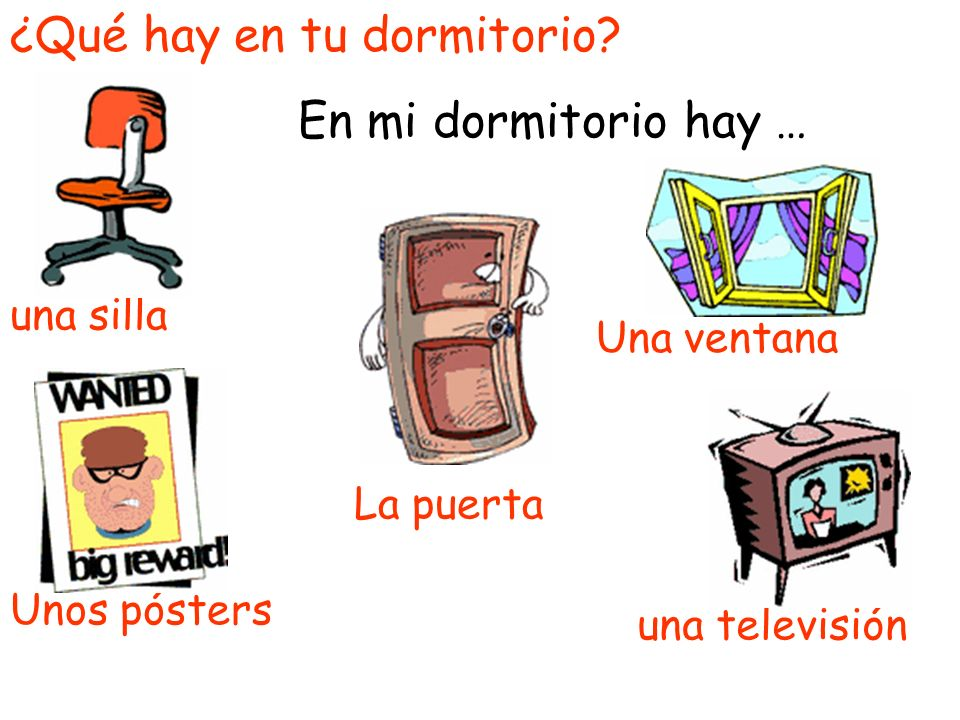 ¿Qué hay en tu dormitorio?
En mi dormitorio hay …
una silla
Una ventana
WANTED
big reward!
La puerta
Unos pósters
una televisión